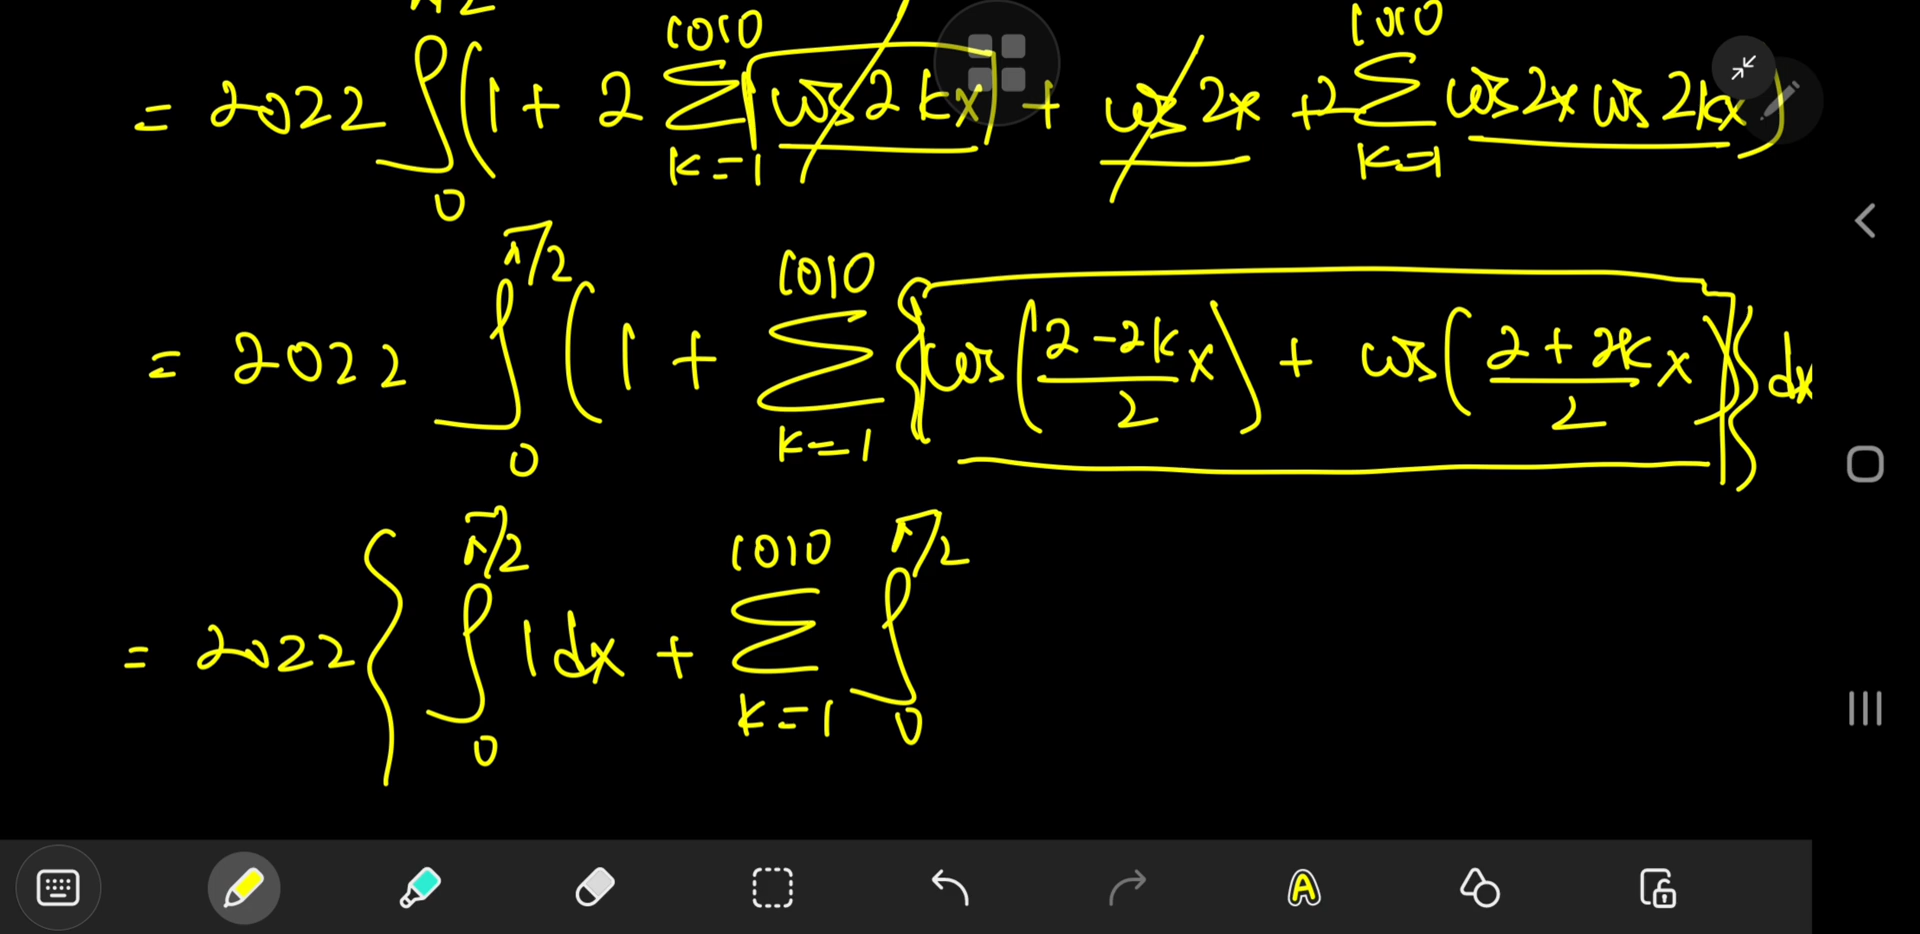 π/2
= 2022 ∫₀ (1 + 2 Σ_{k=1}^{1010} cos 2kx + cos 2x + 2 Σ_{k=1}^{1010} cos 2x cos 2kx)
= 2022 ∫₀^{π/2} (1 + Σ_{k=1}^{1010} {cos((2-2k)/2 x) + cos((2+2k)/2 x)} dx
= 2022 { ∫₀^{π/2} 1 dx + Σ_{k=1}^{1010} ∫₀^{π/2}
A